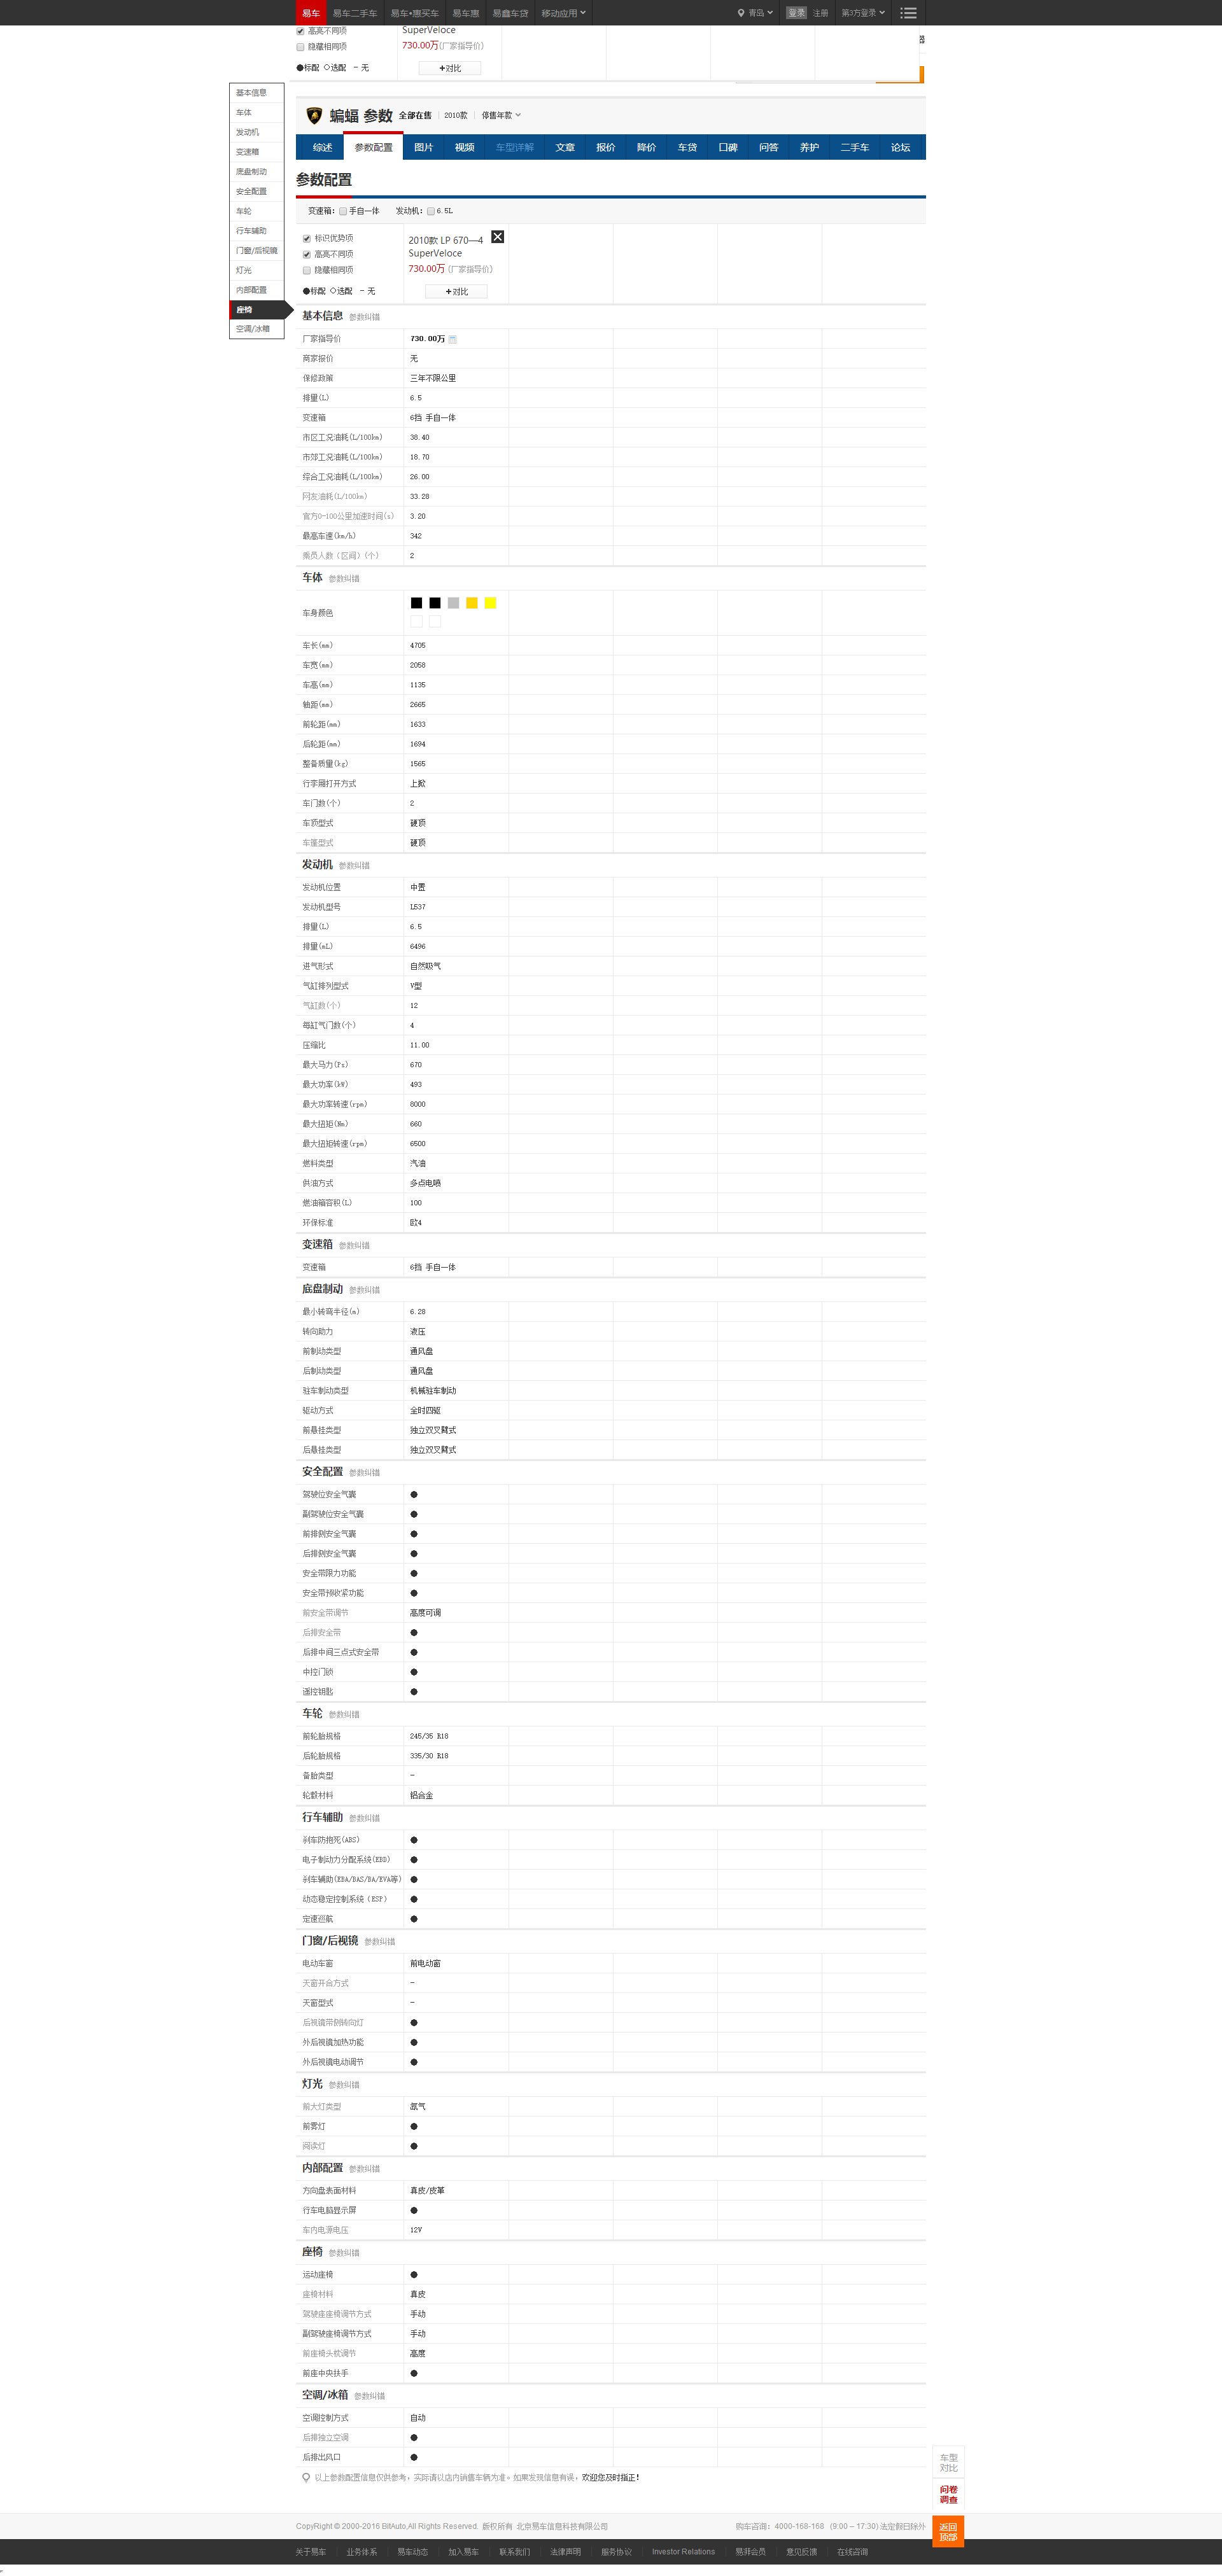 易车 易车二手车 易车•惠买车 易车惠 易鑫车贷 移动应用 青岛 登录 注册 第3方登录
高亮不同项 SuperVeloce
隐藏相同项 730.00万(厂家指导价)
●标配 ○选配 - 无 +对比
基本信息
车体
发动机
变速箱
底盘制动
安全配置
车轮
行车辅助
门窗/后视镜
灯光
内部配置
座椅
空调/冰箱
蝙蝠 参数 全部在售 2010款 停售年款
综述 参数配置 图片 视频 车型详解 文章 报价 降价 车贷 口碑 问答 养护 二手车 论坛
参数配置
变速箱: 手自一体 发动机: 6.5L
标识优势项 2010款 LP 670—4
高亮不同项 SuperVeloce
隐藏相同项 730.00万 (厂家指导价)
●标配 ○选配 - 无 +对比
基本信息 参数纠错
厂家指导价 730.00万
商家报价 无
保修政策 三年不限公里
排量(L) 6.5
变速箱 6挡 手自一体
市区工况油耗(L/100km) 38.40
市郊工况油耗(L/100km) 18.70
综合工况油耗(L/100km) 26.00
网友油耗(L/100km) 33.28
官方0-100公里加速时间(s) 3.20
最高车速(km/h) 342
乘员人数（区间）(个) 2
车体 参数纠错
车身颜色
车长(mm) 4705
车宽(mm) 2058
车高(mm) 1135
轴距(mm) 2665
前轮距(mm) 1633
后轮距(mm) 1694
整备质量(kg) 1565
行李厢打开方式 上掀
车门数(个) 2
车顶型式 硬顶
车篷型式 硬顶
发动机 参数纠错
发动机位置 中置
发动机型号 L537
排量(L) 6.5
排量(mL) 6496
进气形式 自然吸气
气缸排列型式 V型
气缸数(个) 12
每缸气门数(个) 4
压缩比 11.00
最大马力(Ps) 670
最大功率(kW) 493
最大功率转速(rpm) 8000
最大扭矩(Nm) 660
最大扭矩转速(rpm) 6500
燃料类型 汽油
供油方式 多点电喷
燃油箱容积(L) 100
环保标准 欧4
变速箱 参数纠错
变速箱 6挡 手自一体
底盘制动 参数纠错
最小转弯半径(m) 6.28
转向助力 液压
前制动类型 通风盘
后制动类型 通风盘
驻车制动类型 机械驻车制动
驱动方式 全时四驱
前悬挂类型 独立双叉臂式
后悬挂类型 独立双叉臂式
安全配置 参数纠错
驾驶位安全气囊 ●
副驾驶位安全气囊 ●
前排侧安全气囊 ●
后排侧安全气囊 ●
安全带限力功能 ●
安全带预收紧功能 ●
前安全带调节 高度可调
后排安全带 ●
后排中间三点式安全带 ●
中控门锁 ●
遥控钥匙 ●
车轮 参数纠错
前轮胎规格 245/35 R18
后轮胎规格 335/30 R18
备胎类型 -
轮毂材料 铝合金
行车辅助 参数纠错
刹车防抱死(ABS) ●
电子制动力分配系统(EBD) ●
刹车辅助(EBA/BAS/BA/EVA等) ●
动态稳定控制系统（ESP） ●
定速巡航 ●
门窗/后视镜 参数纠错
电动车窗 前电动窗
天窗开合方式 -
天窗型式 -
后视镜带侧转向灯 ●
外后视镜加热功能 ●
外后视镜电动调节 ●
灯光 参数纠错
前大灯类型 氙气
前雾灯 ●
阅读灯 ●
内部配置 参数纠错
方向盘表面材料 真皮/皮革
行车电脑显示屏 ●
车内电源电压 12V
座椅 参数纠错
运动座椅 ●
座椅材料 真皮
驾驶座座椅调节方式 手动
副驾驶座椅调节方式 手动
前座椅头枕调节 高度
前座中央扶手 ●
空调/冰箱 参数纠错
空调控制方式 自动
后排独立空调 ●
后排出风口 ●
以上参数配置信息仅供参考，实际请以店内销售车辆为准。如果发现信息有误，欢迎您及时指正！
车型
对比
问卷
调查
返回
顶部
CopyRight © 2000-2016 BitAuto,All Rights Reserved. 版权所有 北京易车信息科技有限公司 购车咨询：4000-168-168 (9:00 – 17:30) 法定假日除外
关于易车 业务体系 易车动态 加入易车 联系我们 法律声明 服务协议 Investor Relations 易湃会员 意见反馈 在线咨询